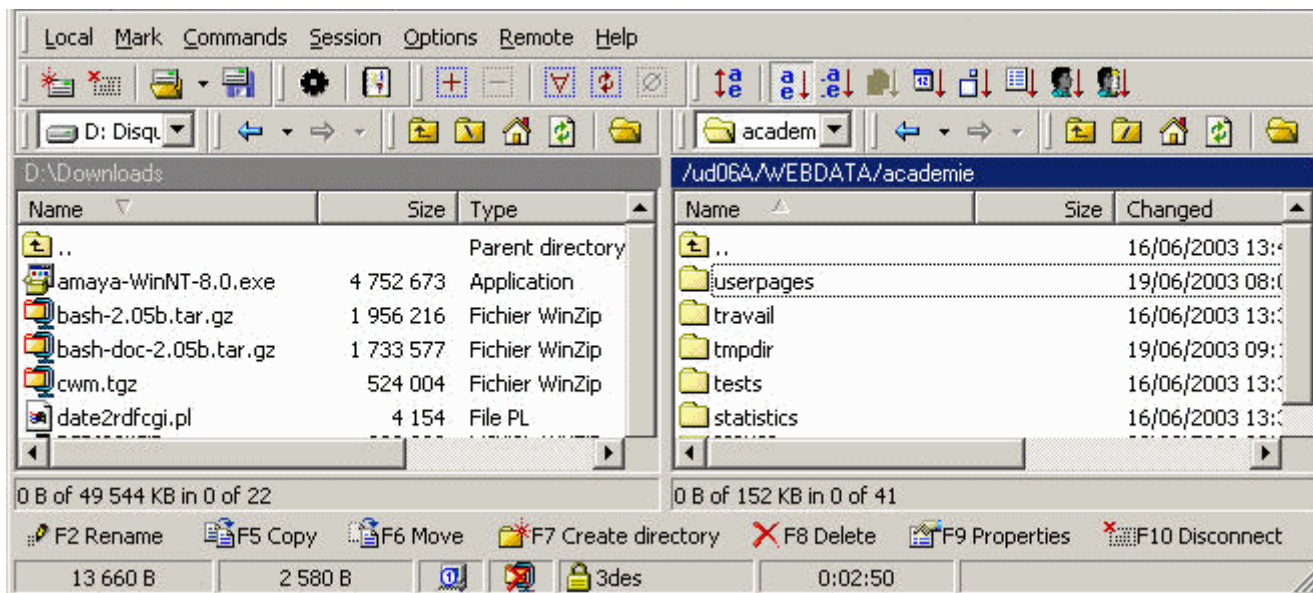 Local Mark Commands Session Options Remote Help
D: Disqu academ
D:\Downloads /ud06A/WEBDATA/academie
Name Size Type Name Size Changed
.. Parent directory .. 16/06/2003 13:
amaya-WinNT-8.0.exe 4 752 673 Application userpages 19/06/2003 08:0
bash-2.05b.tar.gz 1 956 216 Fichier WinZip travail 16/06/2003 13:3
bash-doc-2.05b.tar.gz 1 733 577 Fichier WinZip tmpdir 19/06/2003 09:
cwm.tgz 524 004 Fichier WinZip tests 16/06/2003 13:3
date2rdfcgi.pl 4 154 File PL statistics 16/06/2003 13:3
0 B of 49 544 KB in 0 of 22 0 B of 152 KB in 0 of 41
F2 Rename F5 Copy F6 Move F7 Create directory F8 Delete F9 Properties F10 Disconnect
13 660 B 2 580 B 3des 0:02:50